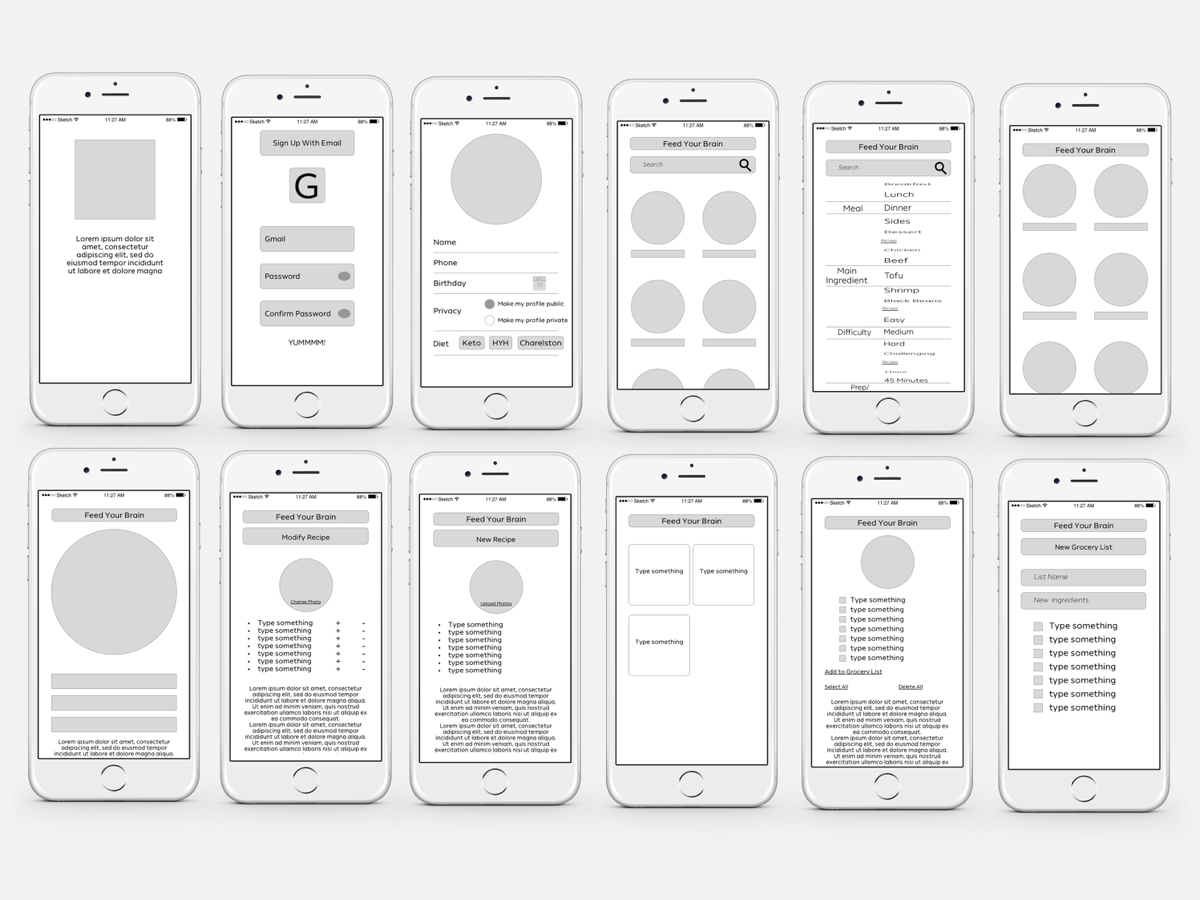 Sketch 11:27 AM 88%
Lorem ipsum dolor sit
amet, consectetur
adipiscing elit, sed do
eiusmod tempor incididunt
ut labore et dolore magna
Sketch 11:27 AM 88%
Sign Up With Email
G
Gmail
Password
Confirm Password
YUMMMM!
Sketch 11:27 AM 88%
Name
Phone
Birthday
Privacy
Make my profile public
Make my profile private
Diet Keto HYH Charelston
Sketch 11:27 AM 88%
Feed Your Brain
Search
Sketch 11:27 AM 88%
Feed Your Brain
Search
Breakfast
Lunch
Meal Dinner
Sides
Dessert
Recipes
Chicken
Beef
Main
Ingredient
Tofu
Shrimp
Black Beans
Recipes
Easy
Difficulty Medium
Hard
Challenging
Recipes
1 hour
45 Minutes
Prep/
Sketch 11:27 AM 88%
Feed Your Brain
Sketch 11:27 AM 88%
Feed Your Brain
Lorem ipsum dolor sit amet, consectetur
adipiscing elit, sed do eiusmod tempor
incididunt ut labore et dolore magna aliqua.
Sketch 11:27 AM 88%
Feed Your Brain
Modify Recipe
Change Photo
• Type something + -
• type something + -
• type something + -
• type something + -
• type something + -
• type something + -
• type something + -
Lorem ipsum dolor sit amet, consectetur
adipiscing elit, sed do eiusmod tempor
incididunt ut labore et dolore magna aliqua.
Ut enim ad minim veniam, quis nostrud
exercitation ullamco laboris nisi ut aliquip ex
ea commodo consequat.
Lorem ipsum dolor sit amet, consectetur
adipiscing elit, sed do eiusmod tempor
incididunt ut labore et dolore magna aliqua.
Ut enim ad minim veniam, quis nostrud
exercitation ullamco laboris nisi ut aliquip ex
Sketch 11:27 AM 88%
Feed Your Brain
New Recipe
Upload Photos
• Type something
• type something
• type something
• type something
• type something
• type something
• type something
Lorem ipsum dolor sit amet, consectetur
adipiscing elit, sed do eiusmod tempor
incididunt ut labore et dolore magna aliqua.
Ut enim ad minim veniam, quis nostrud
exercitation ullamco laboris nisi ut aliquip ex
ea commodo consequat.
Lorem ipsum dolor sit amet, consectetur
adipiscing elit, sed do eiusmod tempor
incididunt ut labore et dolore magna aliqua.
Ut enim ad minim veniam, quis nostrud
exercitation ullamco laboris nisi ut aliquip ex
Sketch 11:27 AM 88%
Feed Your Brain
Type something Type something
Type something
Sketch 11:27 AM 88%
Feed Your Brain
Type something
type something
type something
type something
type something
type something
type something
Add to Grocery List
Select All Delete All
Lorem ipsum dolor sit amet, consectetur
adipiscing elit, sed do eiusmod tempor
incididunt ut labore et dolore magna aliqua.
Ut enim ad minim veniam, quis nostrud
exercitation ullamco laboris nisi ut aliquip ex
ea commodo consequat.
Lorem ipsum dolor sit amet, consectetur
adipiscing elit, sed do eiusmod tempor
incididunt ut labore et dolore magna aliqua.
Ut enim ad minim veniam, quis nostrud
exercitation ullamco laboris nisi ut aliquip ex
Sketch 11:27 AM 88%
Feed Your Brain
New Grocery List
List Name
New Ingredients
Type something
type something
type something
type something
type something
type something
type something